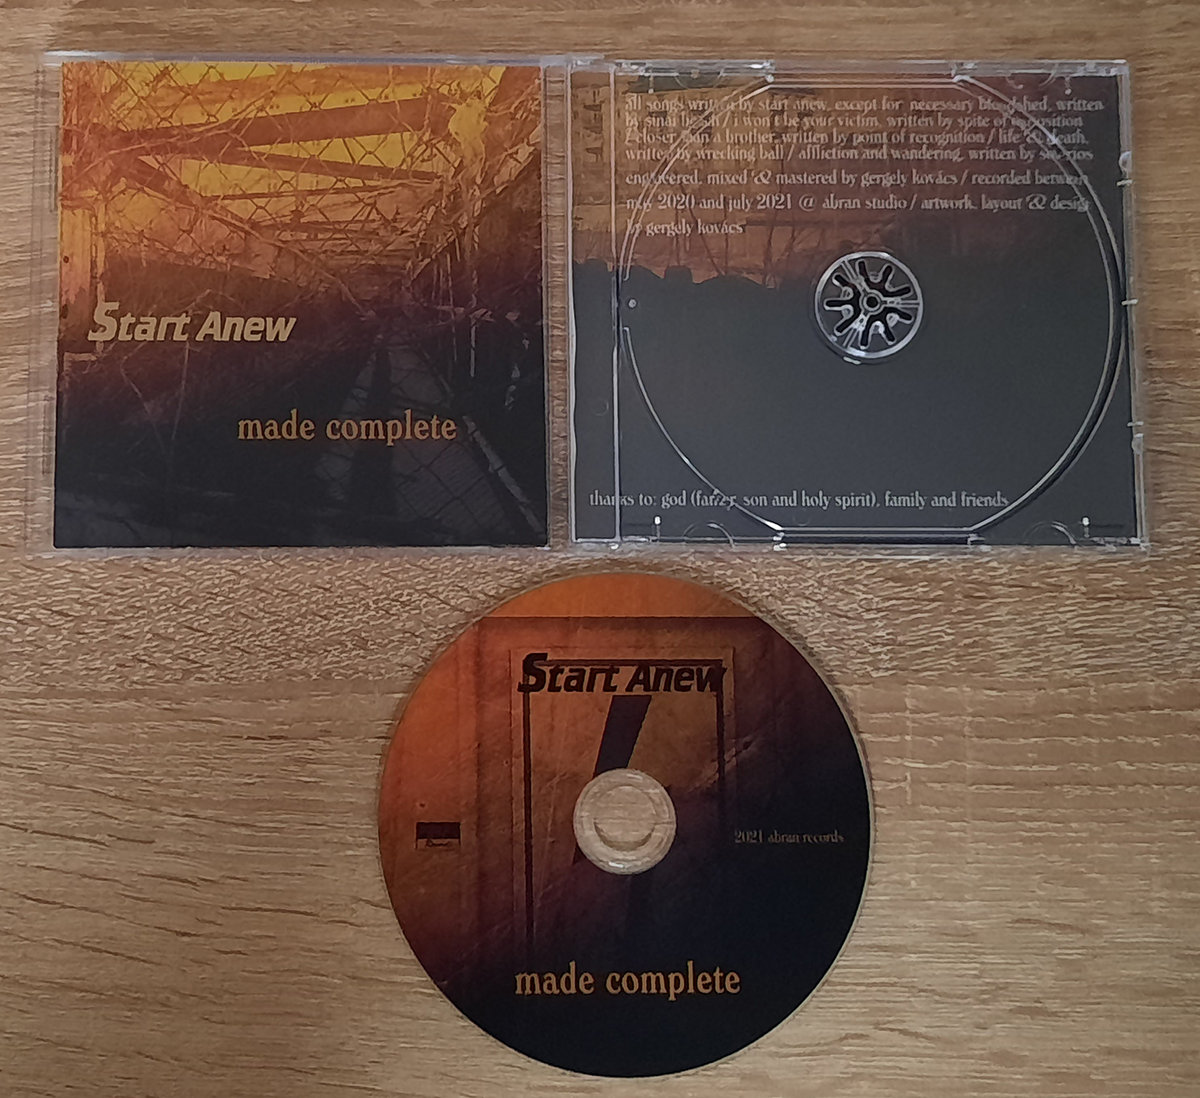 Start Anew
made complete
all songs written by start anew, except for necessary bloodshed, written
by sinai beach / i won't be your victim, written by spite of opposition
/ closer than a brother, written by point of recognition / life & death,
written by wrecking ball / affliction and wandering, written by
engineered, mixed & mastered by gergely kovács / recorded between
may 2020 and july 2021 @ abran studio / artwork, layout & design
by gergely kovács
thanks to: god (father, son and holy spirit), family and friends
Start Anew
2021 abran records
made complete